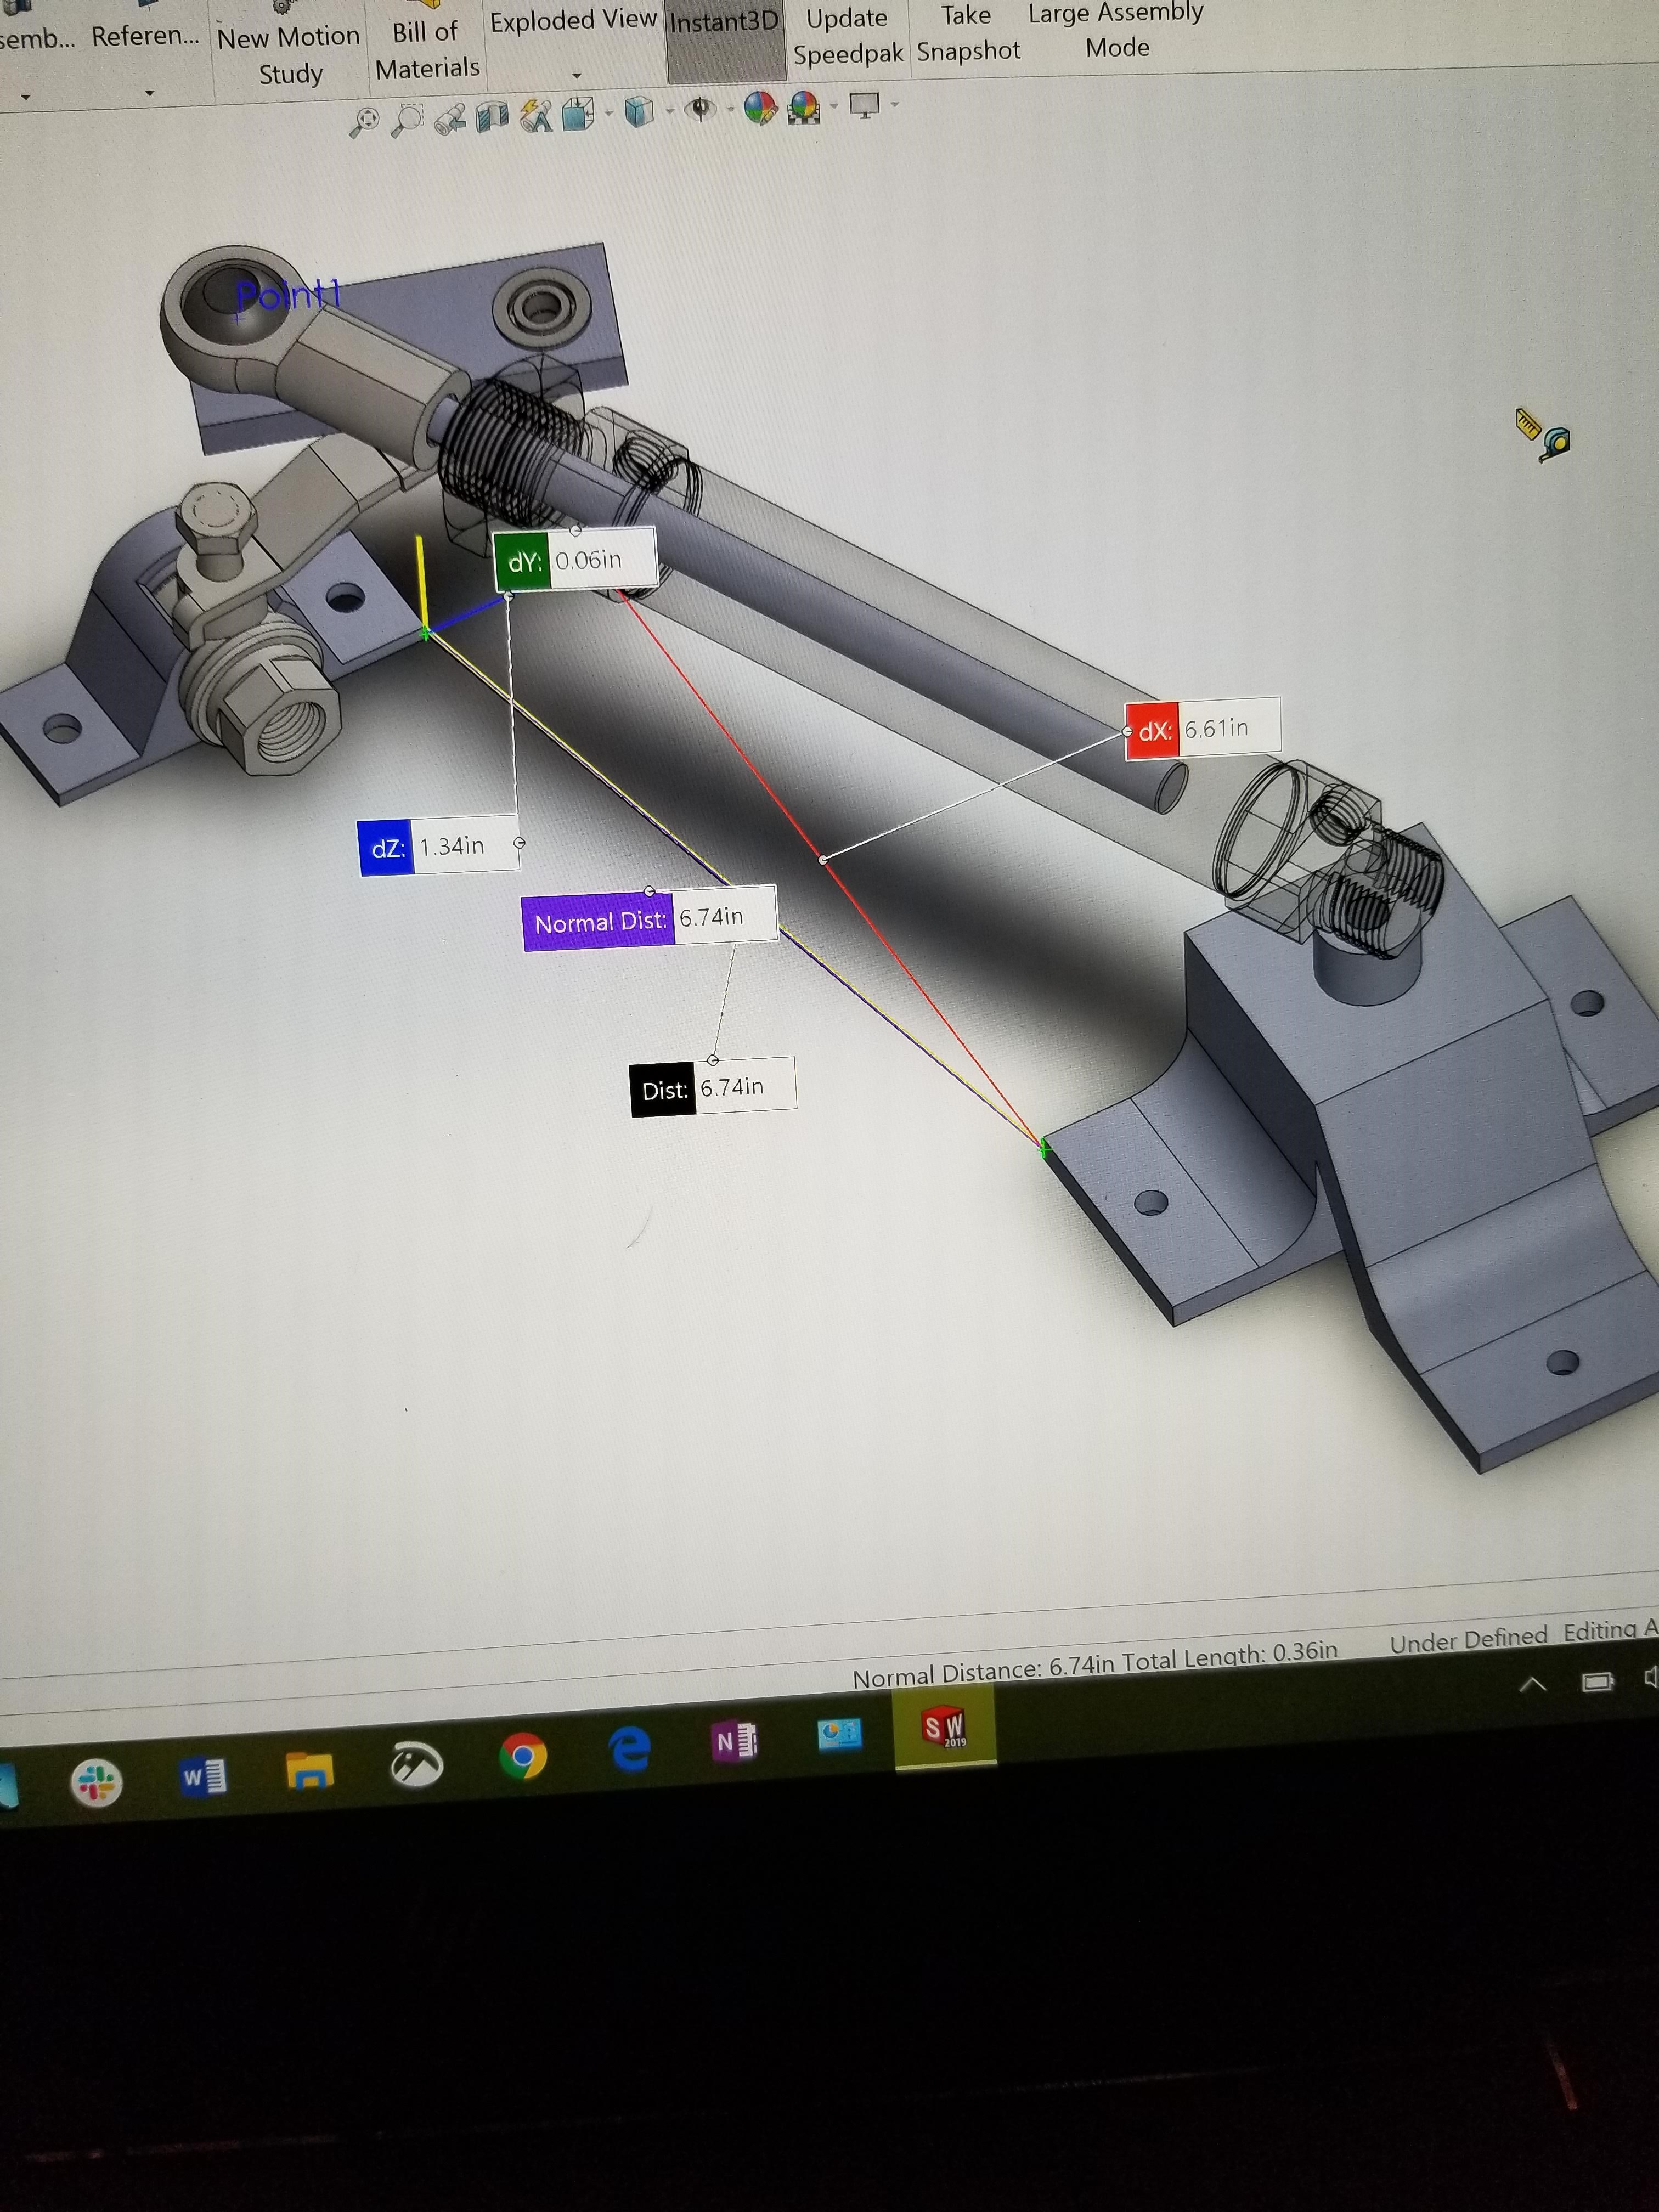 semb...
Referen...
New Motion
Study
Bill of
Materials
Exploded View
Instant3D
Update
Speedpak
Take
Snapshot
Large Assembly
Mode
Point1
dY: 0.06in
dX: 6.61in
dZ: 1.34in
Normal Dist: 6.74in
Dist: 6.74in
Normal Distance: 6.74in Total Length: 0.36in
Under Defined
Editing A
W
N
SW
2019